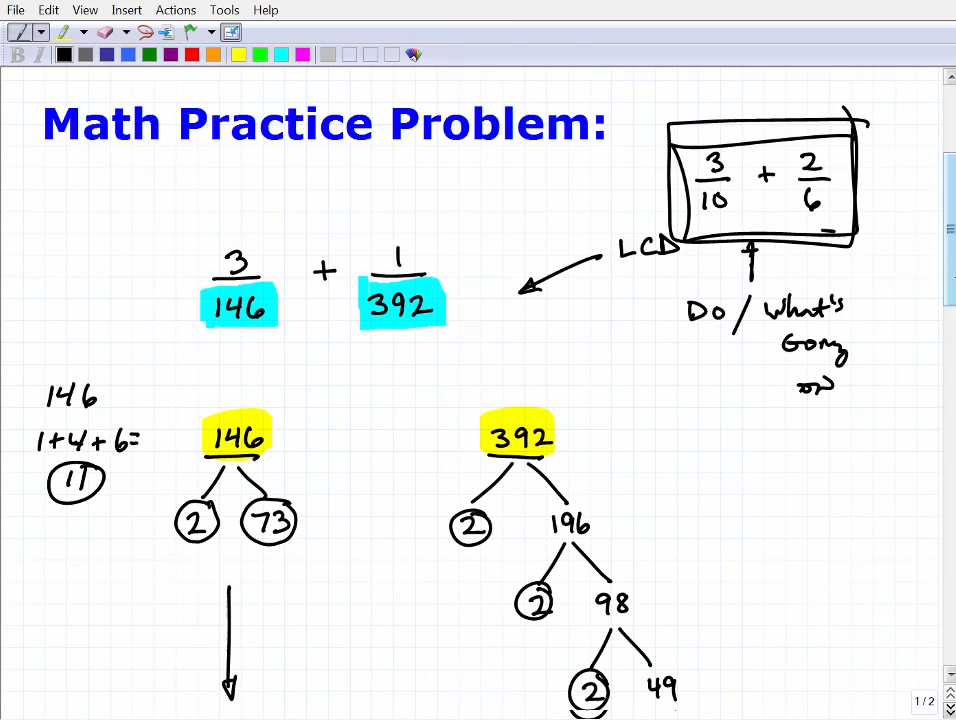 File Edit View Insert Actions Tools Help
B I
Math Practice Problem:
3/10 + 2/6
3/146 + 1/392
LCD
Do / What's
Going
on
146
1+4+6=
11
146
2 73
392
2 196
2 98
2 49
1 / 2